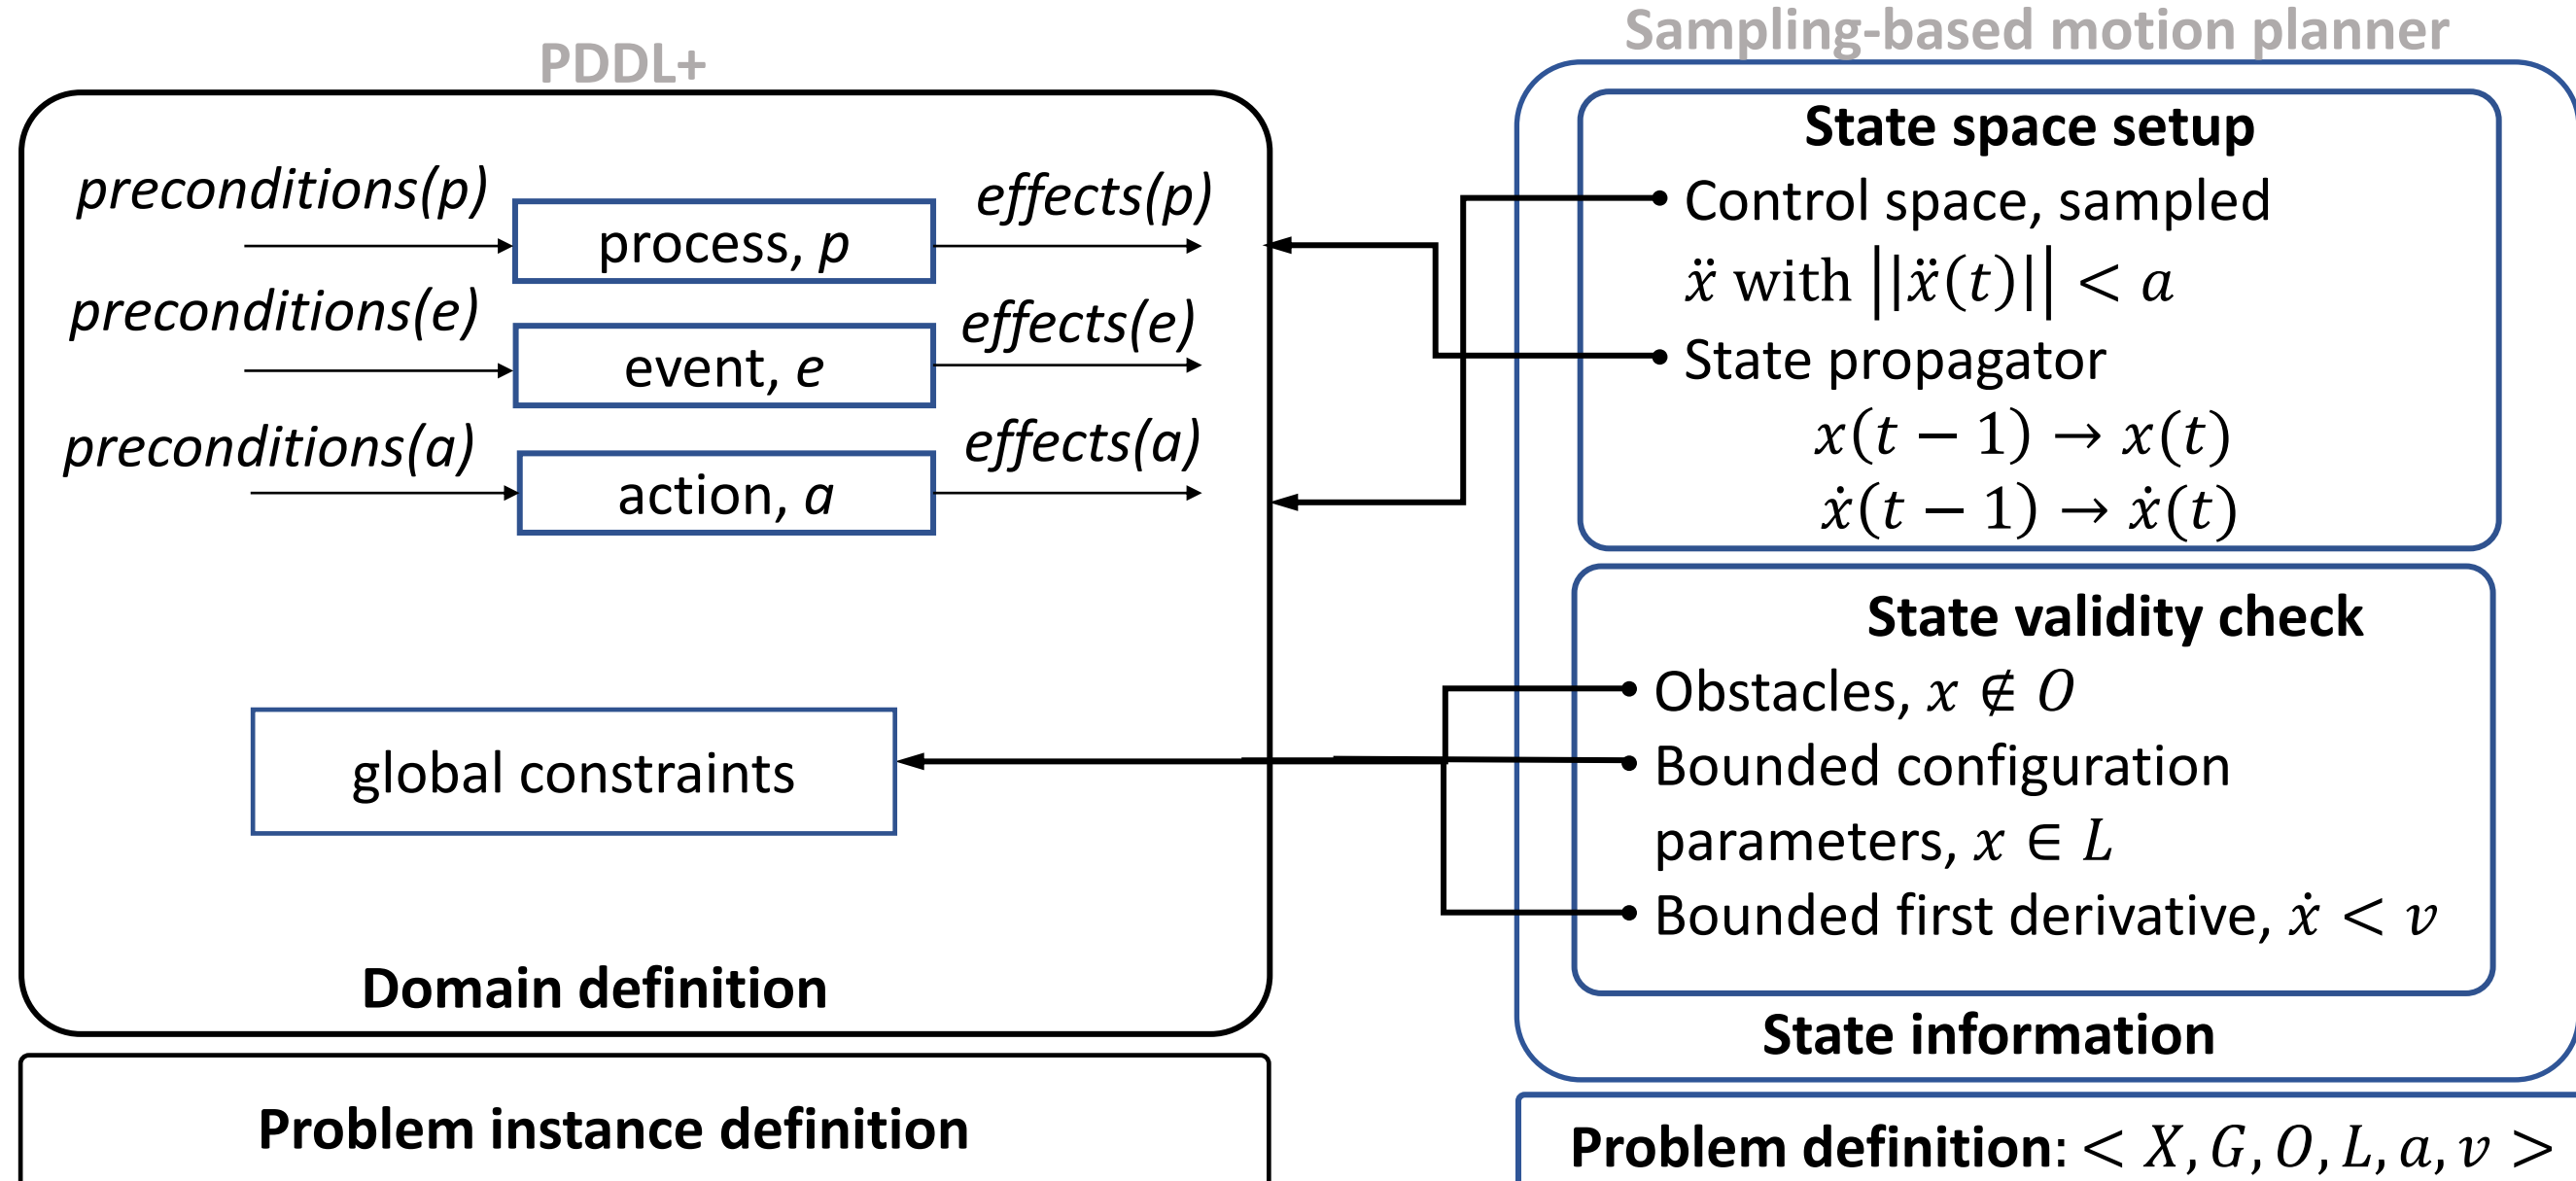 PDDL+
preconditions(p)
process, p
effects(p)
preconditions(e)
event, e
effects(e)
preconditions(a)
action, a
effects(a)
global constraints
Domain definition
Problem instance definition
Sampling-based motion planner
State space setup
Control space, sampled
ẍ with ||ẍ(t)|| < a
State propagator
x(t − 1) → x(t)
ẋ(t − 1) → ẋ(t)
State validity check
Obstacles, x ∉ O
Bounded configuration
parameters, x ∈ L
Bounded first derivative, ẋ < v
State information
Problem definition: < X, G, O, L, a, v >